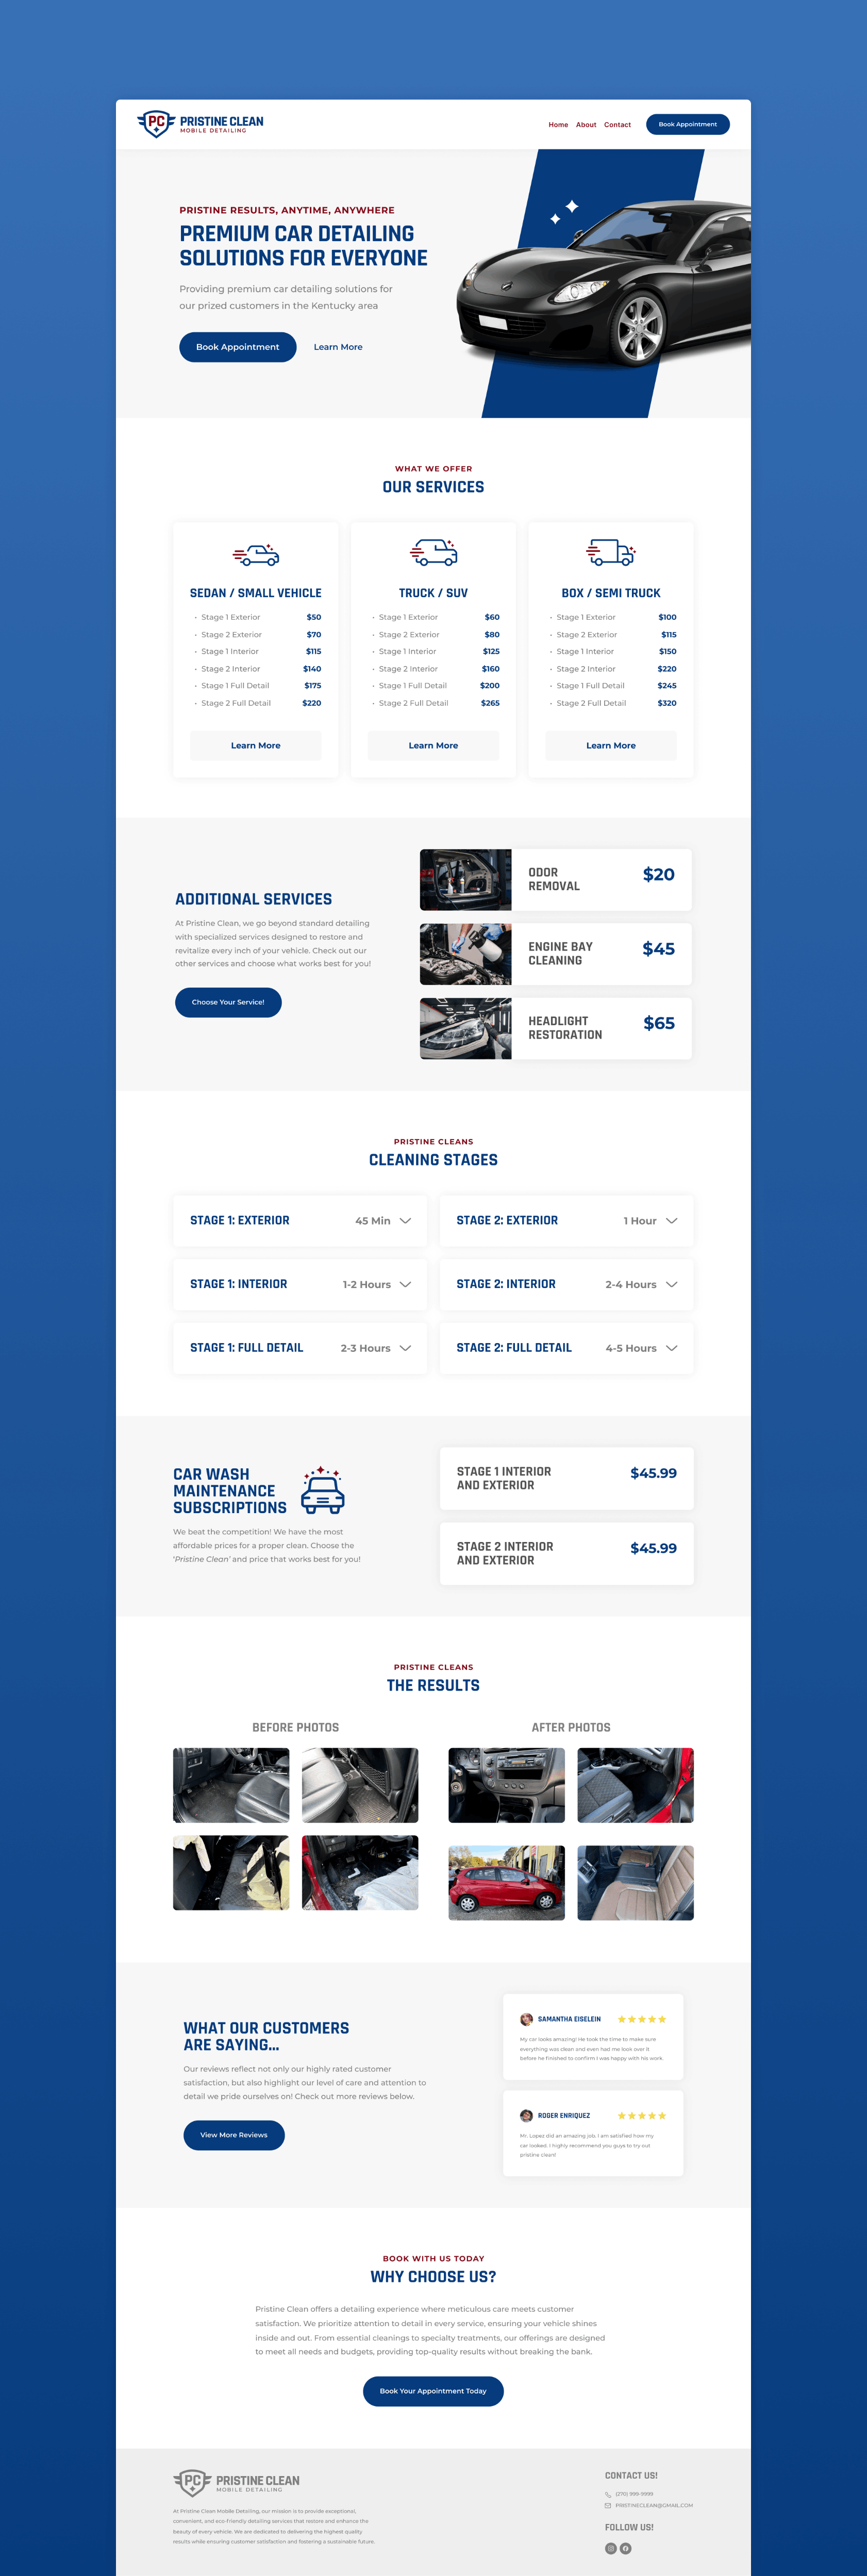 PC
PRISTINE CLEAN
MOBILE DETAILING
Home About Contact Book Appointment
PRISTINE RESULTS, ANYTIME, ANYWHERE
PREMIUM CAR DETAILING
SOLUTIONS FOR EVERYONE
Providing premium car detailing solutions for
our prized customers in the Kentucky area
Book Appointment Learn More
WHAT WE OFFER
OUR SERVICES
SEDAN / SMALL VEHICLE
• Stage 1 Exterior $50
• Stage 2 Exterior $70
• Stage 1 Interior $115
• Stage 2 Interior $140
• Stage 1 Full Detail $175
• Stage 2 Full Detail $220
Learn More
TRUCK / SUV
• Stage 1 Exterior $60
• Stage 2 Exterior $80
• Stage 1 Interior $125
• Stage 2 Interior $160
• Stage 1 Full Detail $200
• Stage 2 Full Detail $265
Learn More
BOX / SEMI TRUCK
• Stage 1 Exterior $100
• Stage 2 Exterior $115
• Stage 1 Interior $150
• Stage 2 Interior $220
• Stage 1 Full Detail $245
• Stage 2 Full Detail $320
Learn More
ADDITIONAL SERVICES
At Pristine Clean, we go beyond standard detailing
with specialized services designed to restore and
revitalize every inch of your vehicle. Check out our
other services and choose what works best for you!
Choose Your Service!
ODOR
REMOVAL
$20
ENGINE BAY
CLEANING
$45
HEADLIGHT
RESTORATION
$65
PRISTINE CLEANS
CLEANING STAGES
STAGE 1: EXTERIOR 45 Min
STAGE 2: EXTERIOR 1 Hour
STAGE 1: INTERIOR 1-2 Hours
STAGE 2: INTERIOR 2-4 Hours
STAGE 1: FULL DETAIL 2-3 Hours
STAGE 2: FULL DETAIL 4-5 Hours
CAR WASH
MAINTENANCE
SUBSCRIPTIONS
We beat the competition! We have the most
affordable prices for a proper clean. Choose the
'Pristine Clean' and price that works best for you!
STAGE 1 INTERIOR
AND EXTERIOR
$45.99
STAGE 2 INTERIOR
AND EXTERIOR
$45.99
PRISTINE CLEANS
THE RESULTS
BEFORE PHOTOS
AFTER PHOTOS
WHAT OUR CUSTOMERS
ARE SAYING...
Our reviews reflect not only our highly rated customer
satisfaction, but also highlight our level of care and attention to
detail we pride ourselves on! Check out more reviews below.
View More Reviews
SAMANTHA EISELEIN
My car looks amazing! He took the time to make sure
everything was clean and even had me look over it
before he finished to confirm I was happy with his work.
ROGER ENRIQUEZ
Mr. Lopez did an amazing job. I am satisfied how my
car looked. I highly recommend you guys to try out
pristine clean!
BOOK WITH US TODAY
WHY CHOOSE US?
Pristine Clean offers a detailing experience where meticulous care meets customer
satisfaction. We prioritize attention to detail in every service, ensuring your vehicle shines
inside and out. From essential cleanings to specialty treatments, our offerings are designed
to meet all needs and budgets, providing top-quality results without breaking the bank.
Book Your Appointment Today
PC
PRISTINE CLEAN
MOBILE DETAILING
At Pristine Clean Mobile Detailing, our mission is to provide exceptional,
convenient, and eco-friendly detailing services that restore and enhance the
beauty of every vehicle. We are dedicated to delivering the highest quality
results while ensuring customer satisfaction and fostering a sustainable future.
CONTACT US!
(270) 999-9999
PRISTINECLEAN@GMAIL.COM
FOLLOW US!